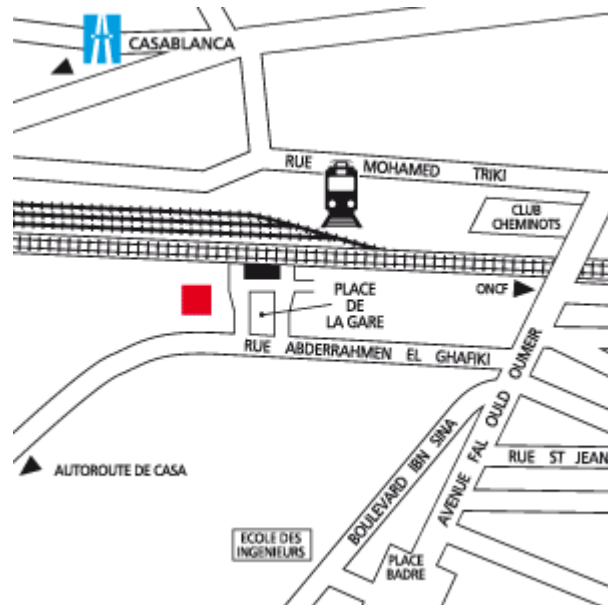 CASABLANCA
RUE MOHAMED TRIKI
CLUB
CHEMINOTS
ONCF
PLACE
DE
LA GARE
RUE ABDERRAHMEN EL GHAFIKI
AVENUE FAL OULD OUMEIR
BOULEVARD IBN SINA
RUE ST JEAN
AUTOROUTE DE CASA
ECOLE DES
INGENIEURS
PLACE
BADRE